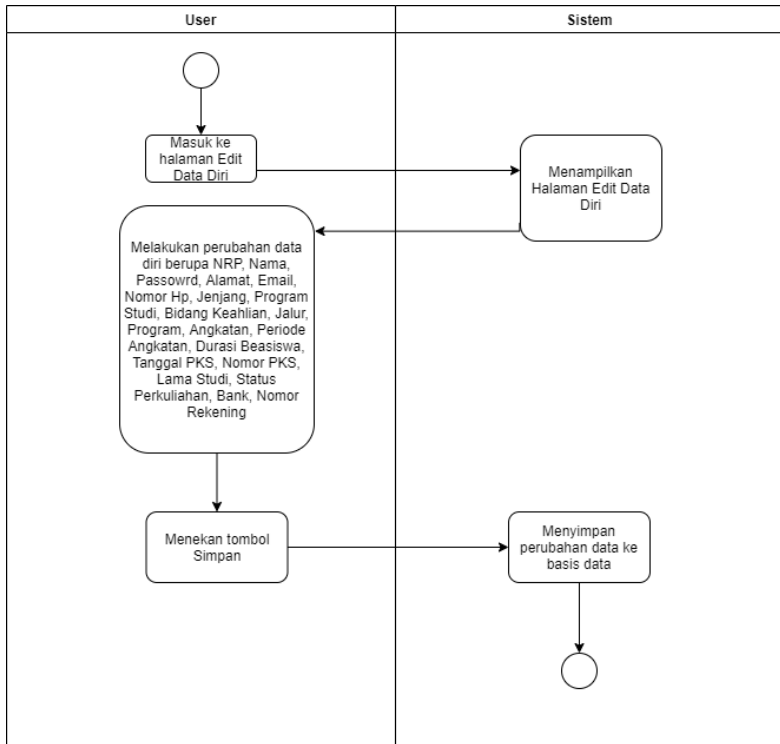 User
Sistem
Masuk ke
halaman Edit
Data Diri
Menampilkan
Halaman Edit Data
Diri
Melakukan perubahan data
diri berupa NRP, Nama,
Passowrd, Alamat, Email,
Nomor Hp, Jenjang, Program
Studi, Bidang Keahlian, Jalur,
Program, Angkatan, Periode
Angkatan, Durasi Beasiswa,
Tanggal PKS, Nomor PKS,
Lama Studi, Status
Perkuliahan, Bank, Nomor
Rekening
Menekan tombol
Simpan
Menyimpan
perubahan data ke
basis data